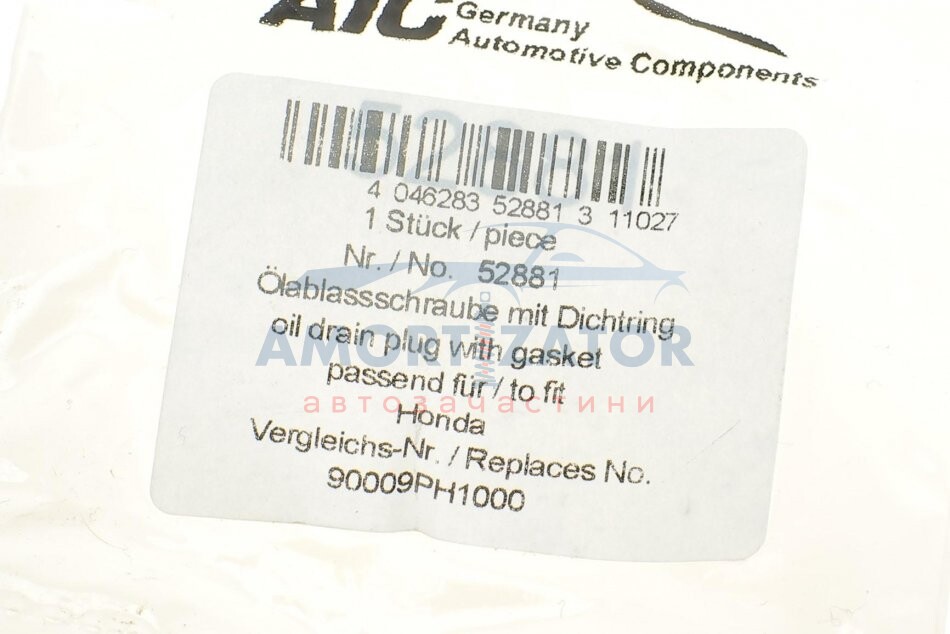 AIC
Germany
Automotive Components
52881
4 046283 52881 3 11027
1 Stück / piece
Nr. / No. 52881
Ölablassschraube mit Dichtring
oil drain plug with gasket
AMORTIZATOR
passend für / to fit
автозачастини
Honda
Vergleichs-Nr. / Replaces No.
90009PH1000